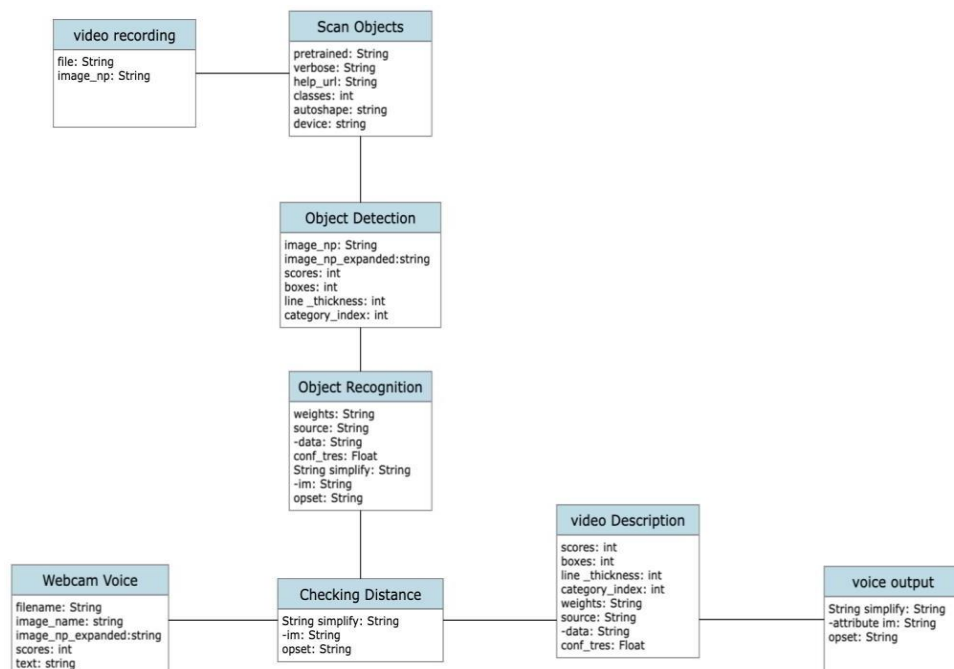 video recording
file: String
image_np: String
Scan Objects
pretrained: String
verbose: String
help_url: String
classes: int
autoshape: string
device: string
Object Detection
image_np: String
image_np_expanded:string
scores: int
boxes: int
line _thickness: int
category_index: int
Object Recognition
weights: String
source: String
-data: String
conf_tres: Float
String simplify: String
-im: String
opset: String
Webcam Voice
filename: String
image_name: string
image_np_expanded:string
scores: int
text: string
Checking Distance
String simplify: String
-im: String
opset: String
video Description
scores: int
boxes: int
line _thickness: int
category_index: int
weights: String
source: String
-data: String
conf_tres: Float
voice output
String simplify: String
-attribute im: String
opset: String